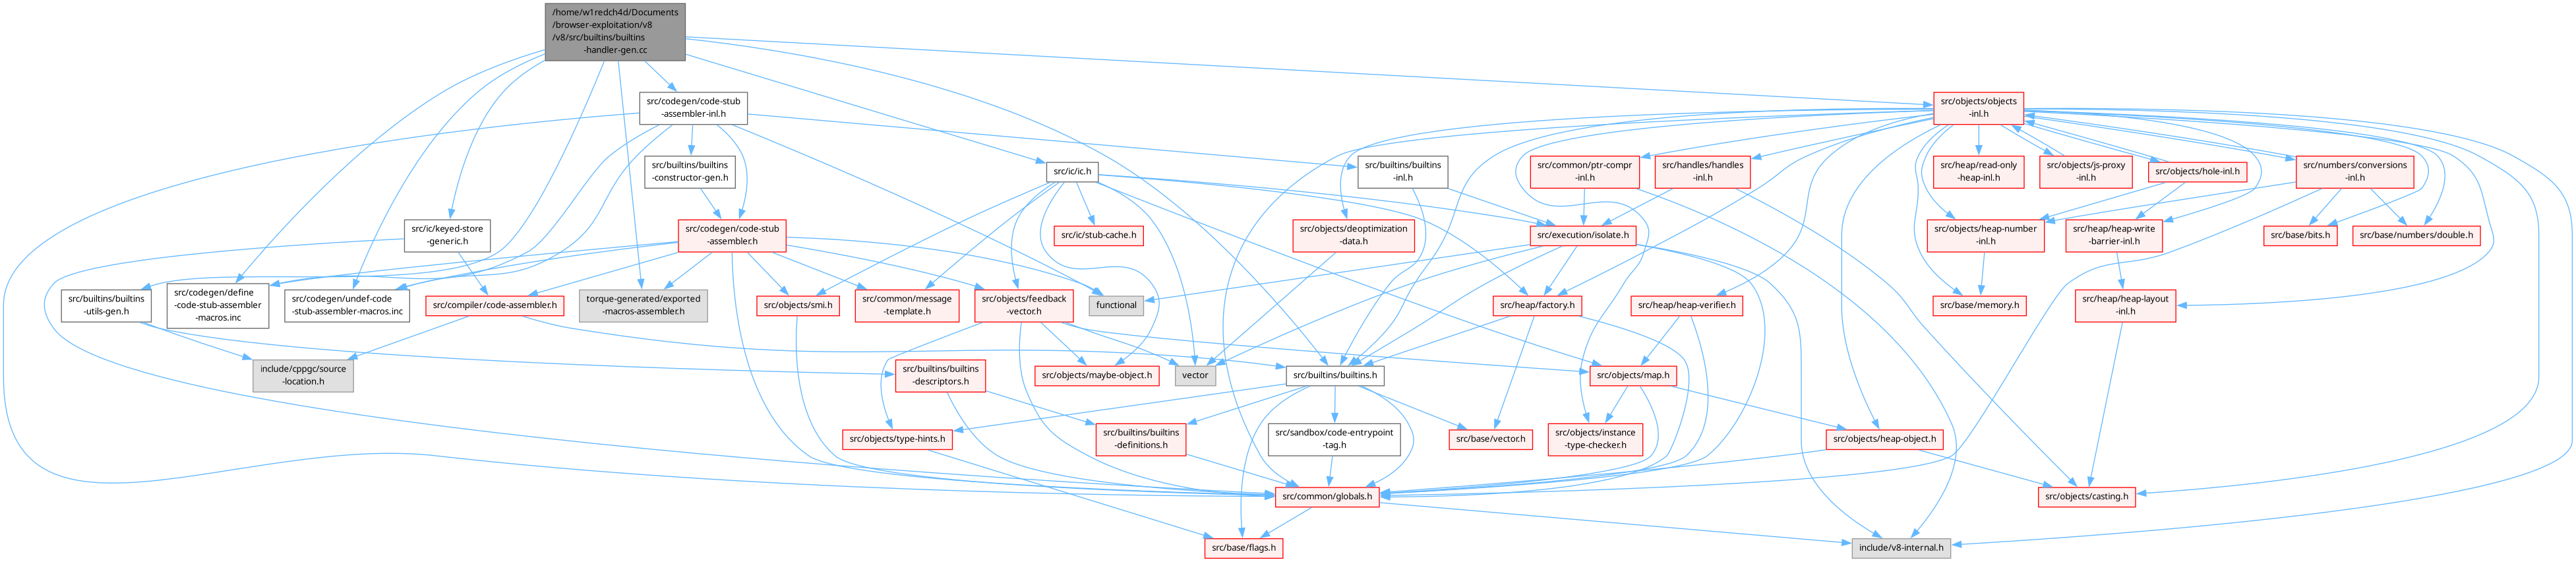 /home/w1redch4d/Documents
/browser-exploitation/v8
/v8/src/builtins/builtins
-handler-gen.cc
src/codegen/code-stub
-assembler-inl.h
src/objects/objects
-inl.h
src/builtins/builtins
-constructor-gen.h
src/ic/ic.h
src/builtins/builtins
-inl.h
src/common/ptr-compr
-inl.h
src/handles/handles
-inl.h
src/heap/read-only
-heap-inl.h
src/objects/js-proxy
-inl.h
src/objects/hole-inl.h
src/numbers/conversions
-inl.h
src/ic/keyed-store
-generic.h
src/codegen/code-stub
-assembler.h
src/ic/stub-cache.h
src/objects/deoptimization
-data.h
src/execution/isolate.h
src/objects/heap-number
-inl.h
src/heap/heap-write
-barrier-inl.h
src/base/bits.h
src/base/numbers/double.h
src/builtins/builtins
-utils-gen.h
src/codegen/define
-code-stub-assembler
-macros.inc
src/codegen/undef-code
-stub-assembler-macros.inc
src/compiler/code-assembler.h
torque-generated/exported
-macros-assembler.h
src/objects/smi.h
src/common/message
-template.h
src/objects/feedback
-vector.h
functional
src/heap/factory.h
src/heap/heap-verifier.h
src/base/memory.h
src/heap/heap-layout
-inl.h
include/cppgc/source
-location.h
src/builtins/builtins
-descriptors.h
src/objects/maybe-object.h
vector
src/builtins/builtins.h
src/objects/map.h
src/objects/type-hints.h
src/builtins/builtins
-definitions.h
src/sandbox/code-entrypoint
-tag.h
src/base/vector.h
src/objects/instance
-type-checker.h
src/objects/heap-object.h
src/common/globals.h
src/objects/casting.h
src/base/flags.h
include/v8-internal.h